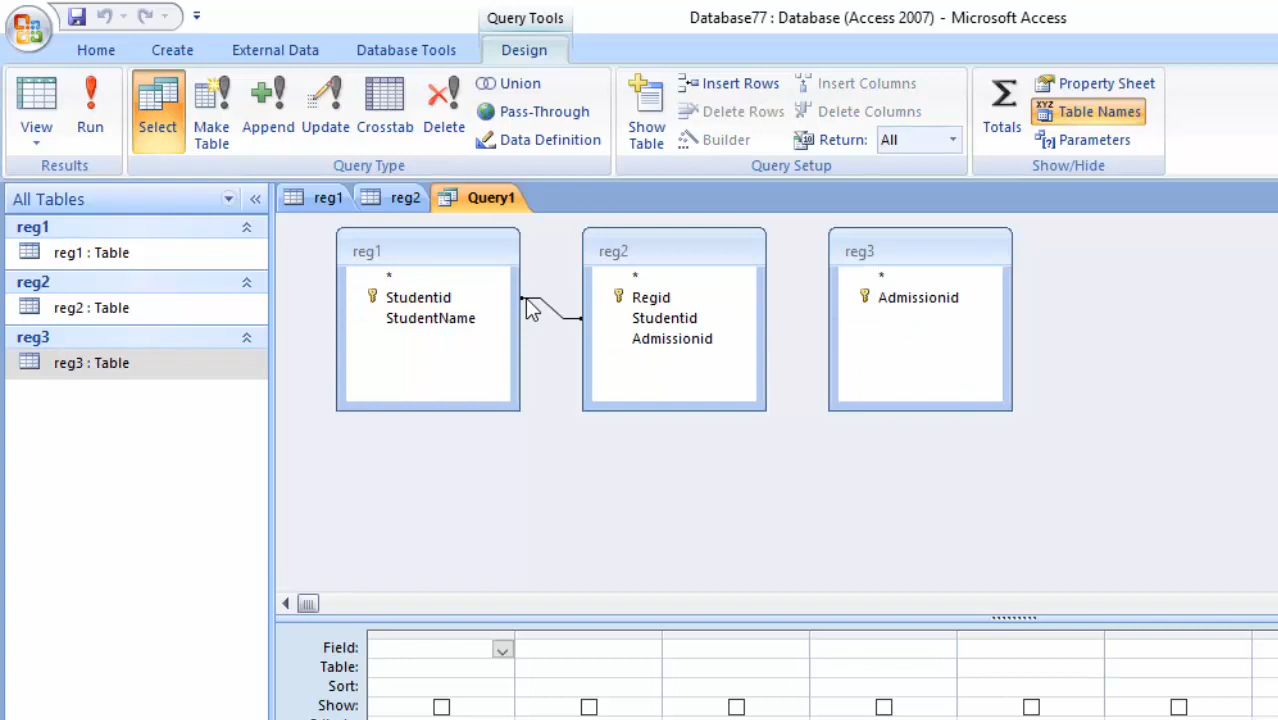 Query Tools
Database77 : Database (Access 2007) - Microsoft Access
Home Create External Data Database Tools Design
View Run Select Make Table Append Update Crosstab Delete
Union
Pass-Through
Data Definition
Show Table
Insert Rows
Delete Rows
Builder
Insert Columns
Delete Columns
Return: All
Totals
Property Sheet
XYZ Table Names
[?] Parameters
Results Query Type Query Setup Show/Hide
All Tables
reg1
reg1 : Table
reg2
reg2 : Table
reg3
reg3 : Table
reg1 reg2 Query1
reg1
*
Studentid
StudentName
reg2
*
Regid
Studentid
Admissionid
reg3
*
Admissionid
Field:
Table:
Sort:
Show: